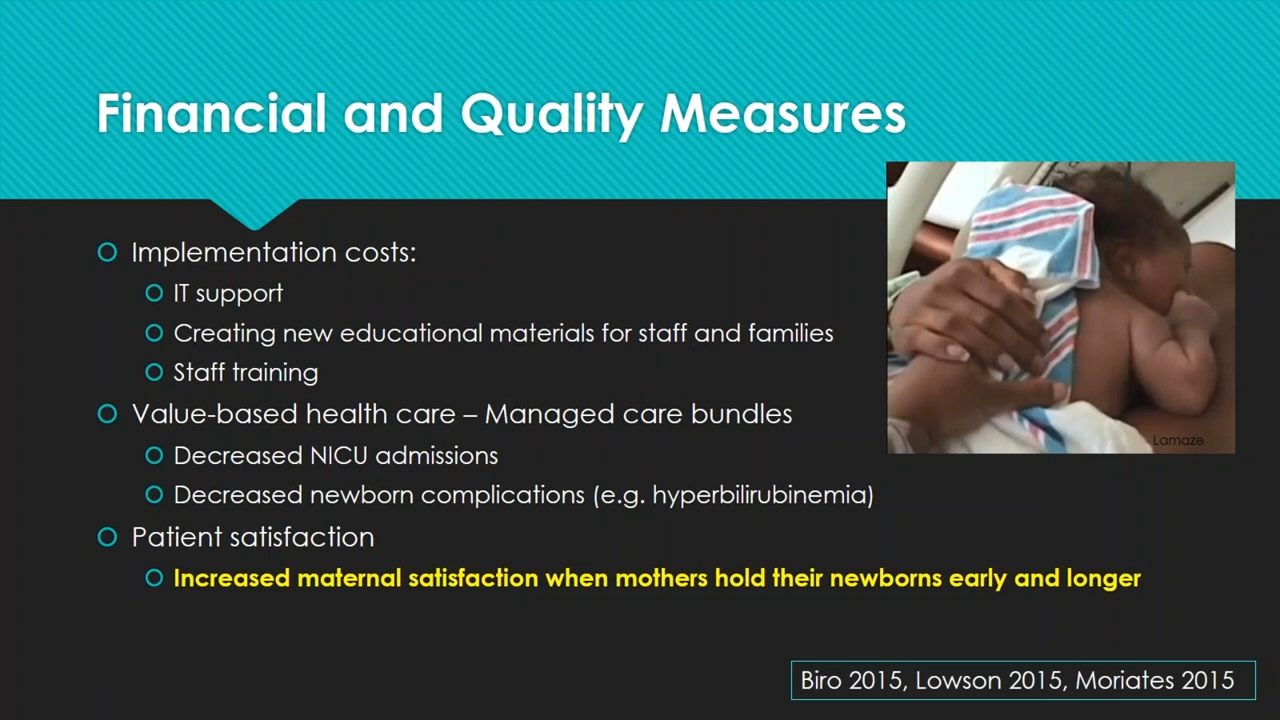 Financial and Quality Measures
Implementation costs:
IT support
Creating new educational materials for staff and families
Staff training
Value-based health care – Managed care bundles
Decreased NICU admissions
Decreased newborn complications (e.g. hyperbilirubinemia)
Patient satisfaction
Increased maternal satisfaction when mothers hold their newborns early and longer
Lamaze
Biro 2015, Lowson 2015, Moriates 2015